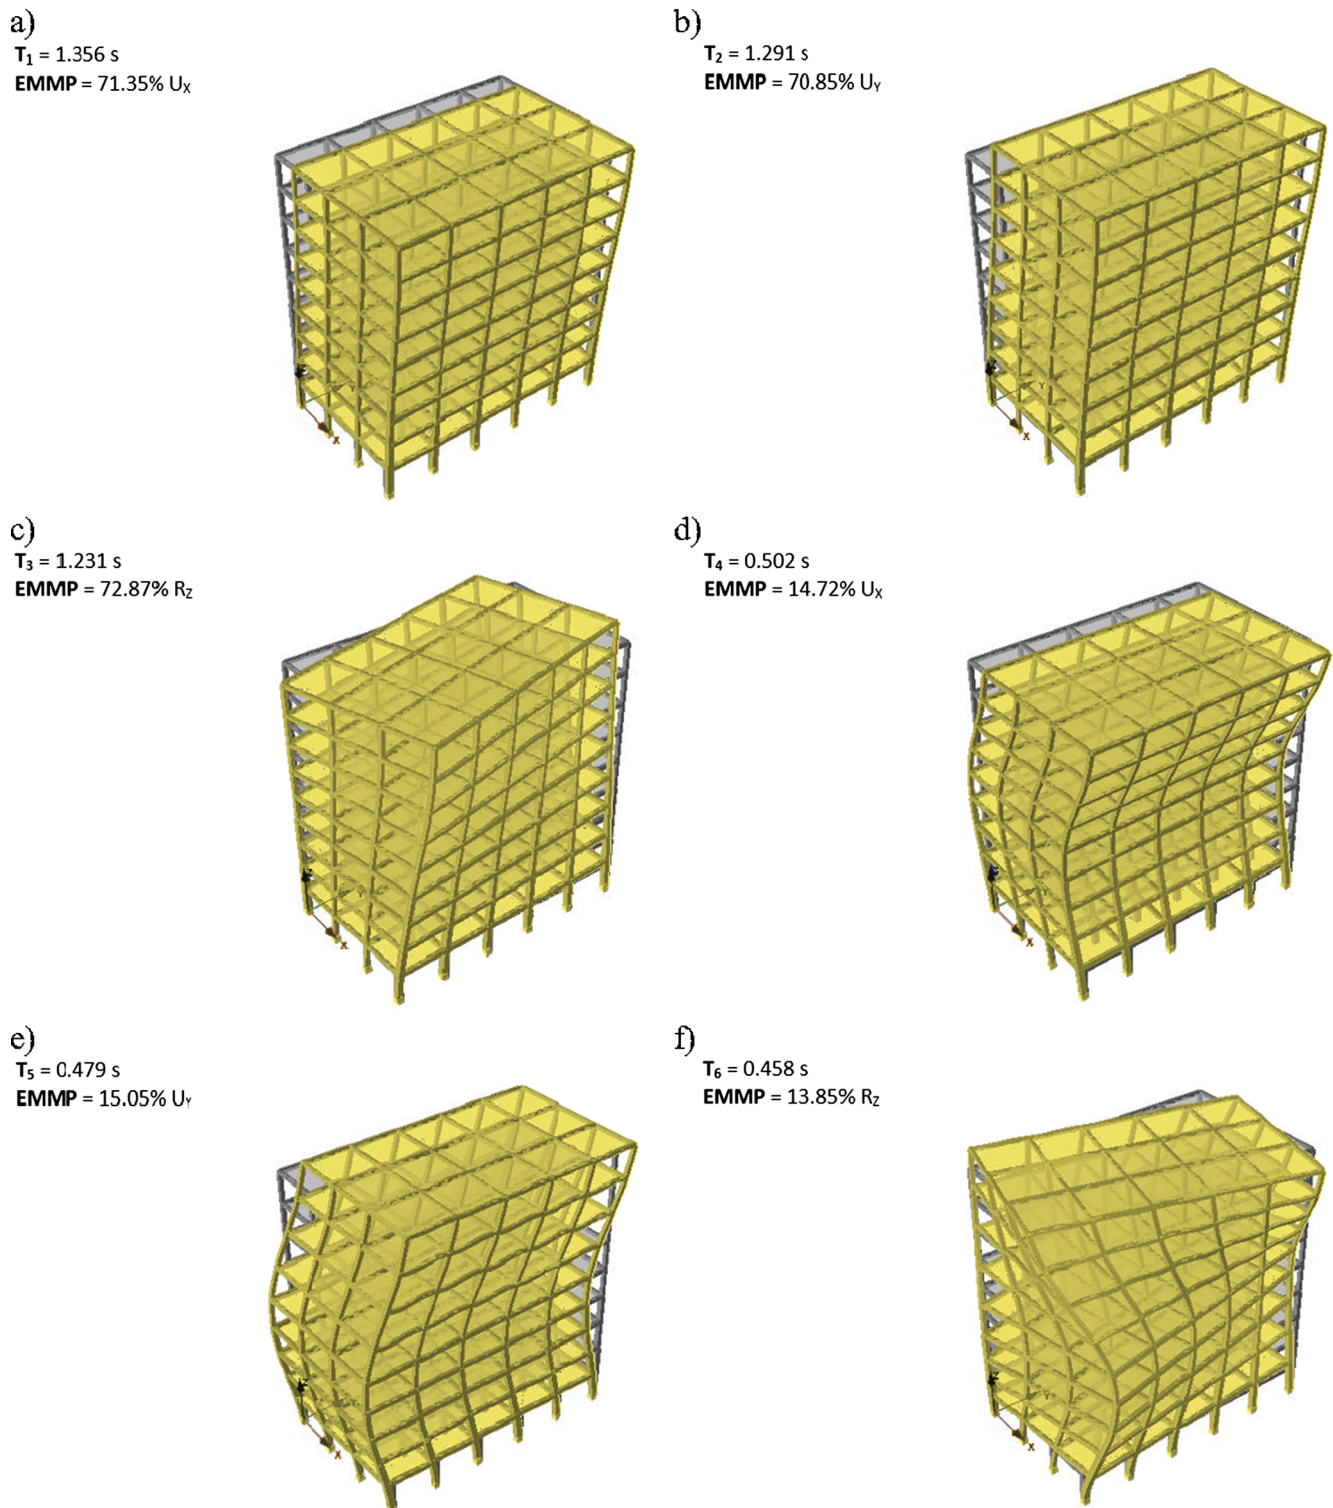 a)
T1 = 1.356 s
EMMP = 71.35% UX
b)
T2 = 1.291 s
EMMP = 70.85% UY
c)
T3 = 1.231 s
EMMP = 72.87% RZ
d)
T4 = 0.502 s
EMMP = 14.72% UX
e)
T5 = 0.479 s
EMMP = 15.05% UY
f)
T6 = 0.458 s
EMMP = 13.85% RZ
X
Y
X
Y
X
X
Z
X
Y
X